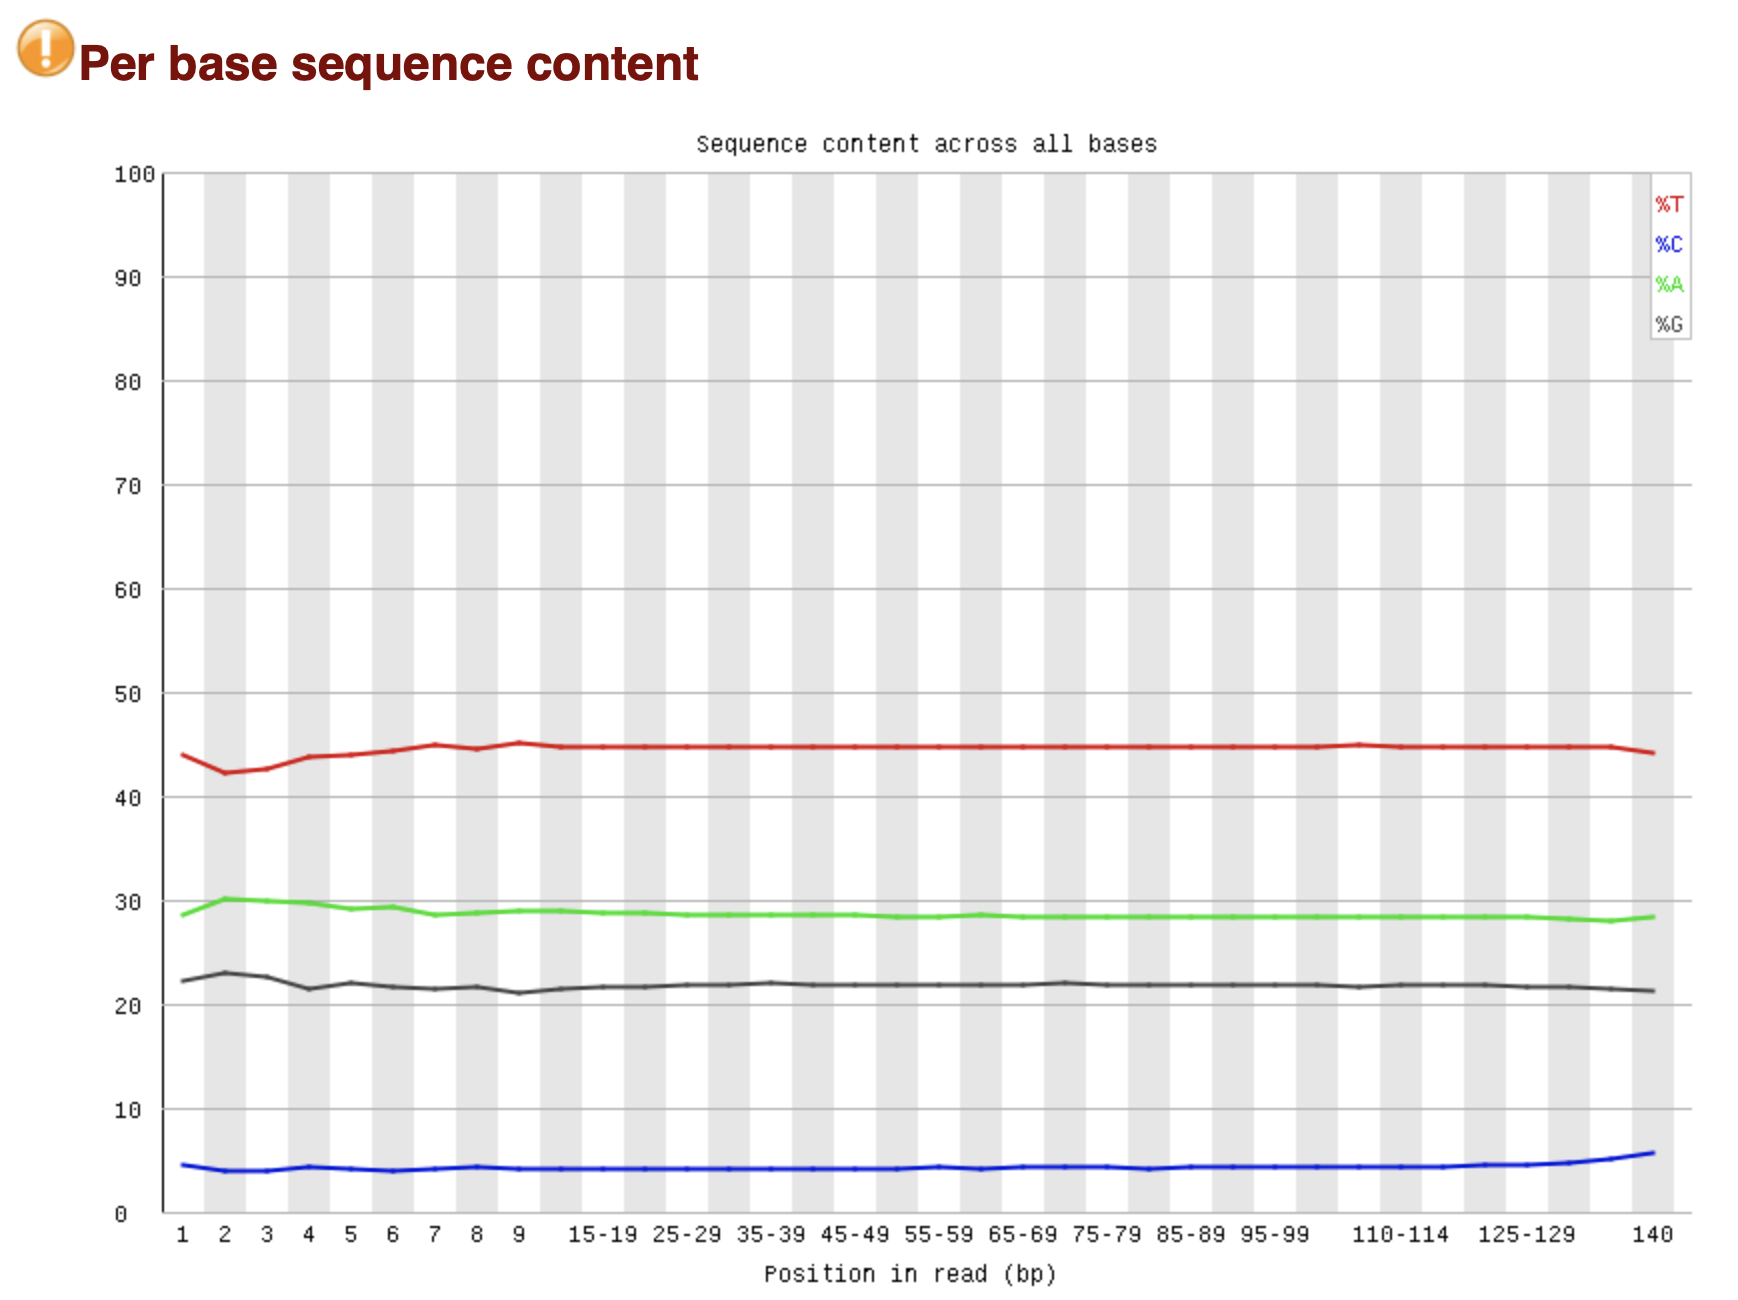 Per base sequence content
Sequence content across all bases
100
90
80
70
60
50
40
30
20
10
0
%T
%C
%A
%G
1 2 3 4 5 6 7 8 9 15-19 25-29 35-39 45-49 55-59 65-69 75-79 85-89 95-99 110-114 125-129 140
Position in read (bp)